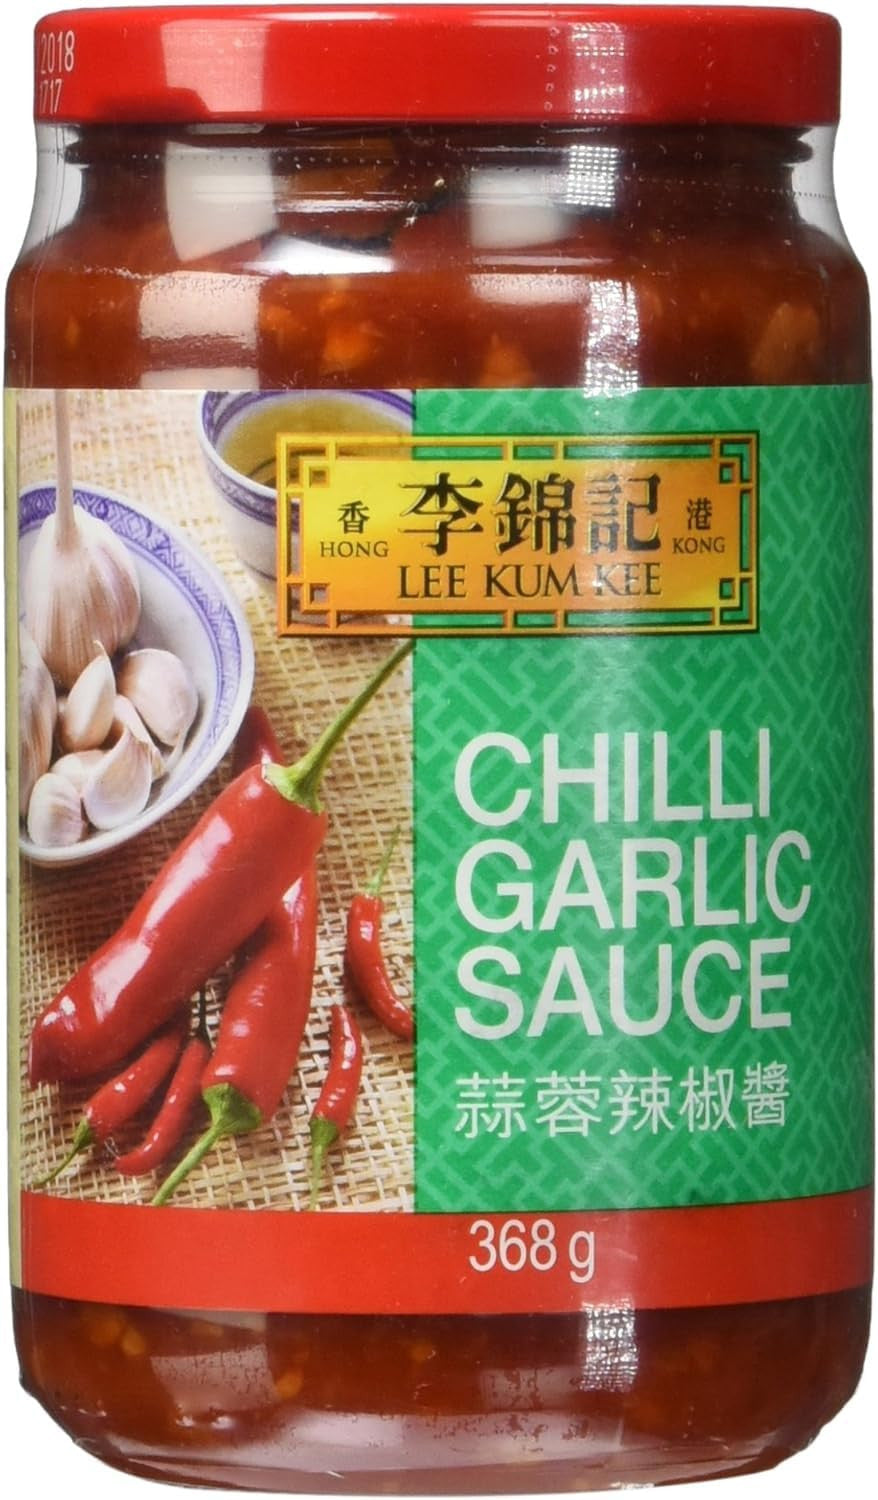 2018
1717
香 李錦記 港
HONG KONG
LEE KUM KEE
CHILLI
GARLIC
SAUCE
蒜蓉辣椒醬
368 g